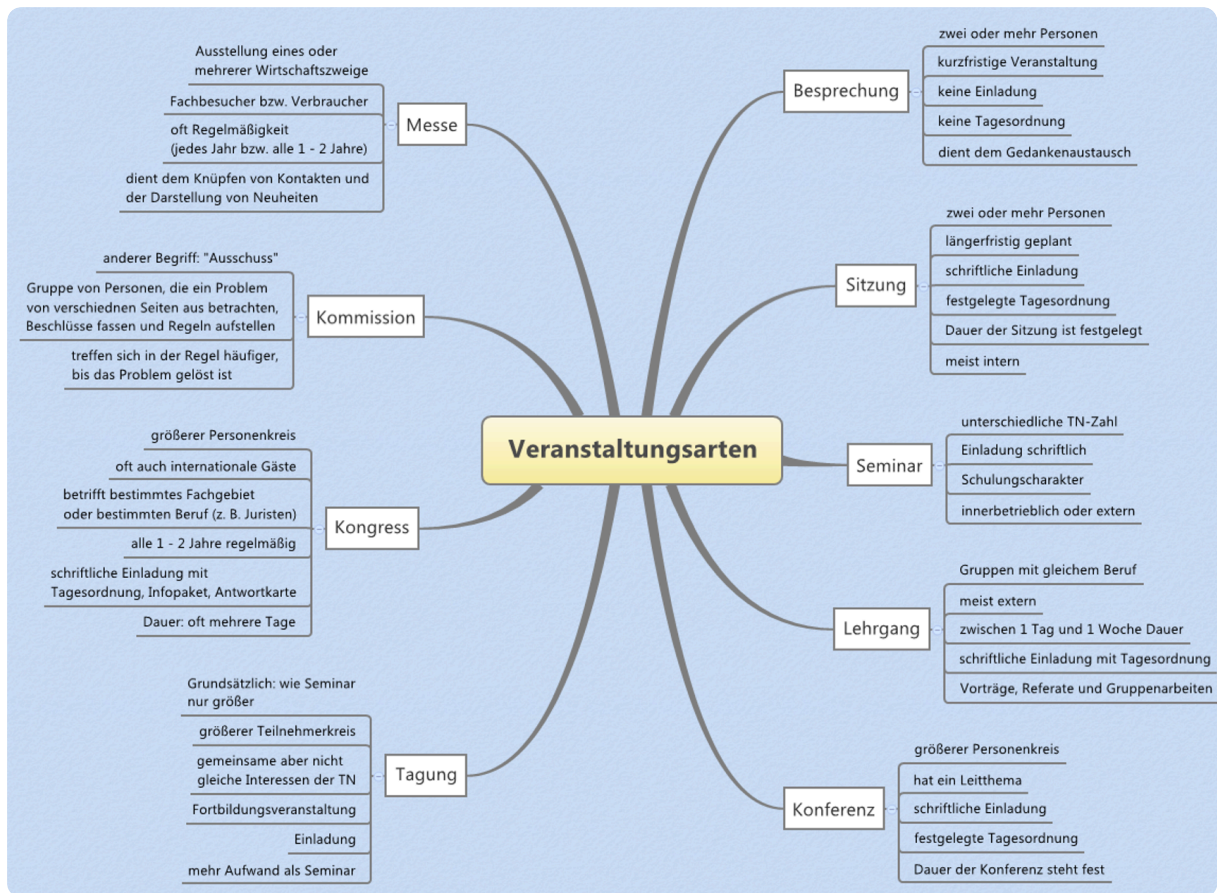 Veranstaltungsarten
Besprechung
zwei oder mehr Personen
kurzfristige Veranstaltung
keine Einladung
keine Tagesordnung
dient dem Gedankenaustausch
Sitzung
zwei oder mehr Personen
längerfristig geplant
schriftliche Einladung
festgelegte Tagesordnung
Dauer der Sitzung ist festgelegt
meist intern
Seminar
unterschiedliche TN-Zahl
Einladung schriftlich
Schulungscharakter
innerbetrieblich oder extern
Lehrgang
Gruppen mit gleichem Beruf
meist extern
zwischen 1 Tag und 1 Woche Dauer
schriftliche Einladung mit Tagesordnung
Vorträge, Referate und Gruppenarbeiten
Konferenz
größerer Personenkreis
hat ein Leitthema
schriftliche Einladung
festgelegte Tagesordnung
Dauer der Konferenz steht fest
Messe
Ausstellung eines oder
mehrerer Wirtschaftszweige
Fachbesucher bzw. Verbraucher
oft Regelmäßigkeit
(jedes Jahr bzw. alle 1 - 2 Jahre)
dient dem Knüpfen von Kontakten und
der Darstellung von Neuheiten
Kommission
anderer Begriff: "Ausschuss"
Gruppe von Personen, die ein Problem
von verschiednen Seiten aus betrachten,
Beschlüsse fassen und Regeln aufstellen
treffen sich in der Regel häufiger,
bis das Problem gelöst ist
Kongress
größerer Personenkreis
oft auch internationale Gäste
betrifft bestimmtes Fachgebiet
oder bestimmten Beruf (z. B. Juristen)
alle 1 - 2 Jahre regelmäßig
schriftliche Einladung mit
Tagesordnung, Infopaket, Antwortkarte
Dauer: oft mehrere Tage
Tagung
Grundsätzlich: wie Seminar
nur größer
größerer Teilnehmerkreis
gemeinsame aber nicht
gleiche Interessen der TN
Fortbildungsveranstaltung
Einladung
mehr Aufwand als Seminar